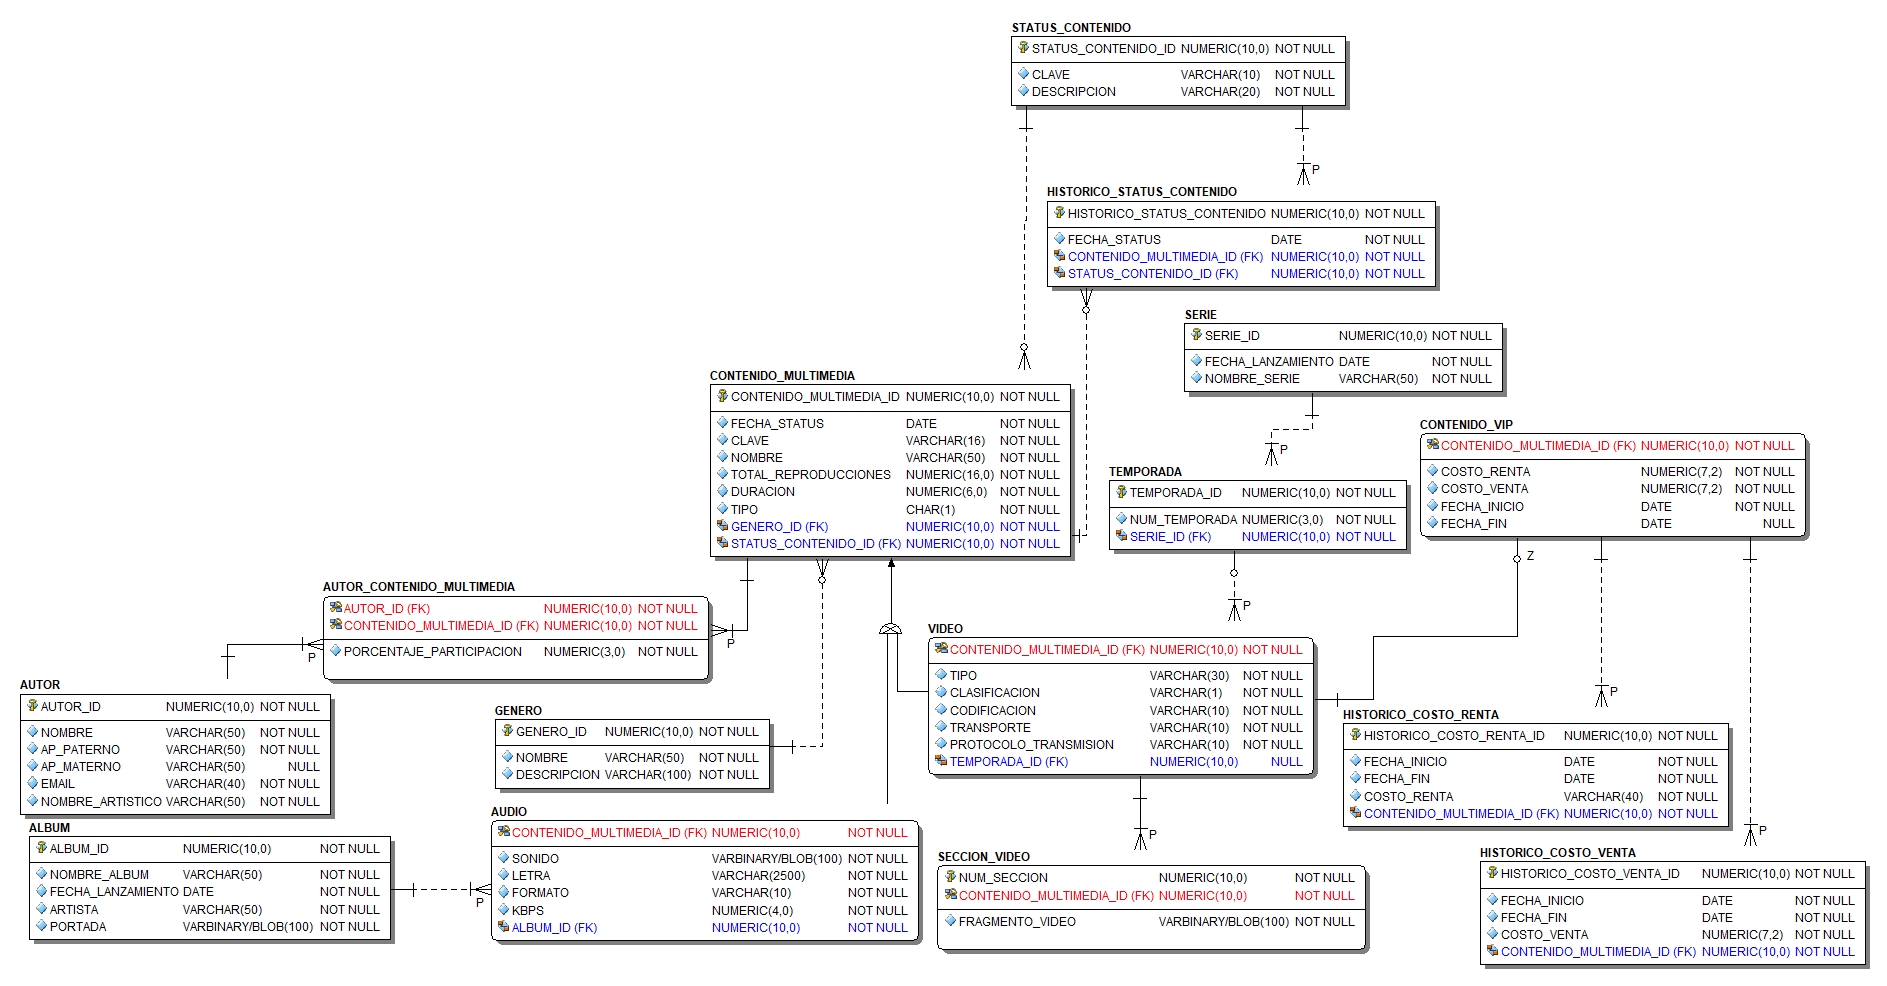 STATUS_CONTENIDO
STATUS_CONTENIDO_ID NUMERIC(10,0) NOT NULL
CLAVE VARCHAR(10) NOT NULL
DESCRIPCION VARCHAR(20) NOT NULL
P
HISTORICO_STATUS_CONTENIDO
HISTORICO_STATUS_CONTENIDO NUMERIC(10,0) NOT NULL
FECHA_STATUS DATE NOT NULL
CONTENIDO_MULTIMEDIA_ID (FK) NUMERIC(10,0) NOT NULL
STATUS_CONTENIDO_ID (FK) NUMERIC(10,0) NOT NULL
SERIE
SERIE_ID NUMERIC(10,0) NOT NULL
FECHA_LANZAMIENTO DATE NOT NULL
NOMBRE_SERIE VARCHAR(50) NOT NULL
P
CONTENIDO_MULTIMEDIA
CONTENIDO_MULTIMEDIA_ID NUMERIC(10,0) NOT NULL
FECHA_STATUS DATE NOT NULL
CLAVE VARCHAR(16) NOT NULL
NOMBRE VARCHAR(50) NOT NULL
TOTAL_REPRODUCCIONES NUMERIC(16,0) NOT NULL
DURACION NUMERIC(6,0) NOT NULL
TIPO CHAR(1) NOT NULL
GENERO_ID (FK) NUMERIC(10,0) NOT NULL
STATUS_CONTENIDO_ID (FK) NUMERIC(10,0) NOT NULL
CONTENIDO_VIP
CONTENIDO_MULTIMEDIA_ID (FK) NUMERIC(10,0) NOT NULL
COSTO_RENTA NUMERIC(7,2) NOT NULL
COSTO_VENTA NUMERIC(7,2) NOT NULL
FECHA_INICIO DATE NOT NULL
FECHA_FIN DATE NULL
Z
TEMPORADA
TEMPORADA_ID NUMERIC(10,0) NOT NULL
NUM_TEMPORADA NUMERIC(3,0) NOT NULL
SERIE_ID (FK) NUMERIC(10,0) NOT NULL
P
AUTOR_CONTENIDO_MULTIMEDIA
AUTOR_ID (FK) NUMERIC(10,0) NOT NULL
CONTENIDO_MULTIMEDIA_ID (FK) NUMERIC(10,0) NOT NULL
PORCENTAJE_PARTICIPACION NUMERIC(3,0) NOT NULL
P
P
VIDEO
CONTENIDO_MULTIMEDIA_ID (FK) NUMERIC(10,0) NOT NULL
TIPO VARCHAR(30) NOT NULL
CLASIFICACION VARCHAR(1) NOT NULL
CODIFICACION VARCHAR(10) NOT NULL
TRANSPORTE VARCHAR(10) NOT NULL
PROTOCOLO_TRANSMISION VARCHAR(10) NOT NULL
TEMPORADA_ID (FK) NUMERIC(10,0) NULL
P
AUTOR
AUTOR_ID NUMERIC(10,0) NOT NULL
NOMBRE VARCHAR(50) NOT NULL
AP_PATERNO VARCHAR(50) NOT NULL
AP_MATERNO VARCHAR(50) NULL
EMAIL VARCHAR(40) NOT NULL
NOMBRE_ARTISTICO VARCHAR(50) NOT NULL
GENERO
GENERO_ID NUMERIC(10,0) NOT NULL
NOMBRE VARCHAR(50) NOT NULL
DESCRIPCION VARCHAR(100) NOT NULL
P
HISTORICO_COSTO_RENTA
HISTORICO_COSTO_RENTA_ID NUMERIC(10,0) NOT NULL
FECHA_INICIO DATE NOT NULL
FECHA_FIN DATE NOT NULL
COSTO_RENTA VARCHAR(40) NOT NULL
CONTENIDO_MULTIMEDIA_ID (FK) NUMERIC(10,0) NOT NULL
P
ALBUM
ALBUM_ID NUMERIC(10,0) NOT NULL
NOMBRE_ALBUM VARCHAR(50) NOT NULL
FECHA_LANZAMIENTO DATE NOT NULL
ARTISTA VARCHAR(50) NOT NULL
PORTADA VARBINARY/BLOB(100) NOT NULL
P
AUDIO
CONTENIDO_MULTIMEDIA_ID (FK) NUMERIC(10,0) NOT NULL
SONIDO VARBINARY/BLOB(100) NOT NULL
LETRA VARCHAR(2500) NOT NULL
FORMATO VARCHAR(10) NOT NULL
KBPS NUMERIC(4,0) NOT NULL
ALBUM_ID (FK) NUMERIC(10,0) NOT NULL
SECCION_VIDEO
NUM_SECCION NUMERIC(10,0) NOT NULL
CONTENIDO_MULTIMEDIA_ID (FK) NUMERIC(10,0) NOT NULL
FRAGMENTO_VIDEO VARBINARY/BLOB(100) NOT NULL
HISTORICO_COSTO_VENTA
HISTORICO_COSTO_VENTA_ID NUMERIC(10,0) NOT NULL
FECHA_INICIO DATE NOT NULL
FECHA_FIN DATE NOT NULL
COSTO_VENTA NUMERIC(7,2) NOT NULL
CONTENIDO_MULTIMEDIA_ID (FK) NUMERIC(10,0) NOT NULL